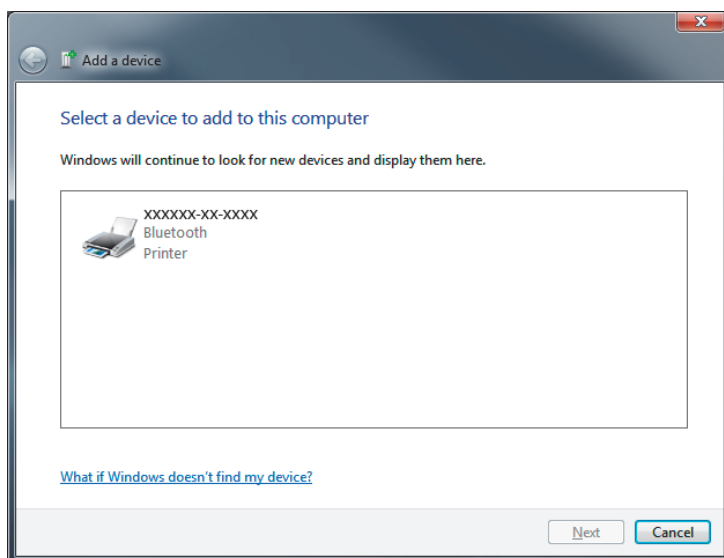 Add a device
Select a device to add to this computer
Windows will continue to look for new devices and display them here.
XXXXXX-XX-XXXX
Bluetooth
Printer
What if Windows doesn't find my device?
Next
Cancel